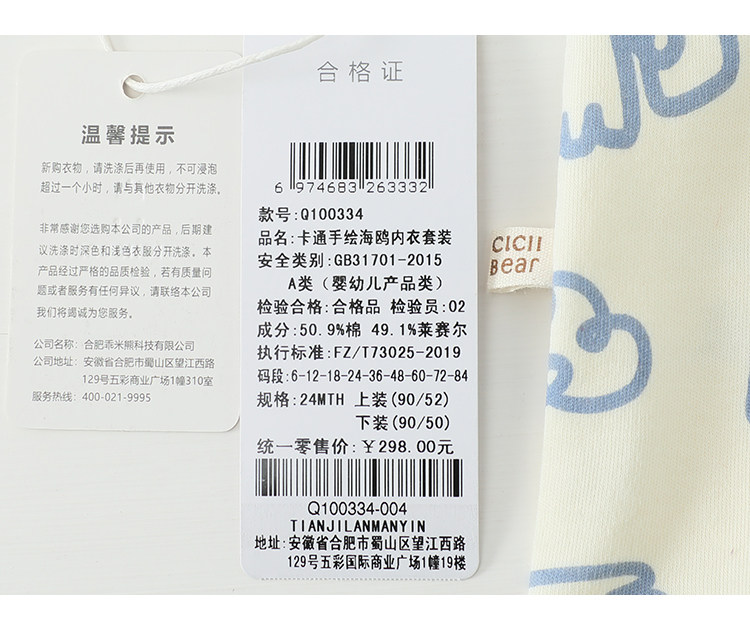 温馨提示
新购衣物，请洗涤后再使用，不可浸泡
超过一个小时，请与其他衣物分开洗涤。
非常感谢您选购本公司的产品，后期建
议洗涤时深色和浅色衣服分开洗涤。本
产品经过严格的品质检验，若有质量问
题或者服务有任何异议，请联络本公司
我们将竭诚为您服务!
公司名称：合肥乖米熊科技有限公司
公司地址：安徽省合肥市蜀山区望江西路
129号五彩商业广场1幢310室
服务热线：400-021-9995
合格证
6 974683 263332
款号:Q100334
品名:卡通手绘海鸥内衣套装
安全类别:GB31701-2015
A类（婴幼儿产品类）
检验合格:合格品 检验员:02
成分:50.9%棉 49.1%莱赛尔
执行标准:FZ/T73025-2019
码段:6-12-18-24-36-48-60-72-84
规格:24MTH 上装(90/52)
下装(90/50)
统一零售价:￥298.00元
Q100334-004
TIANJILANMANYIN
地址:安徽省合肥市蜀山区望江西路
129号五彩国际商业广场1幢19楼
CICII
Bear